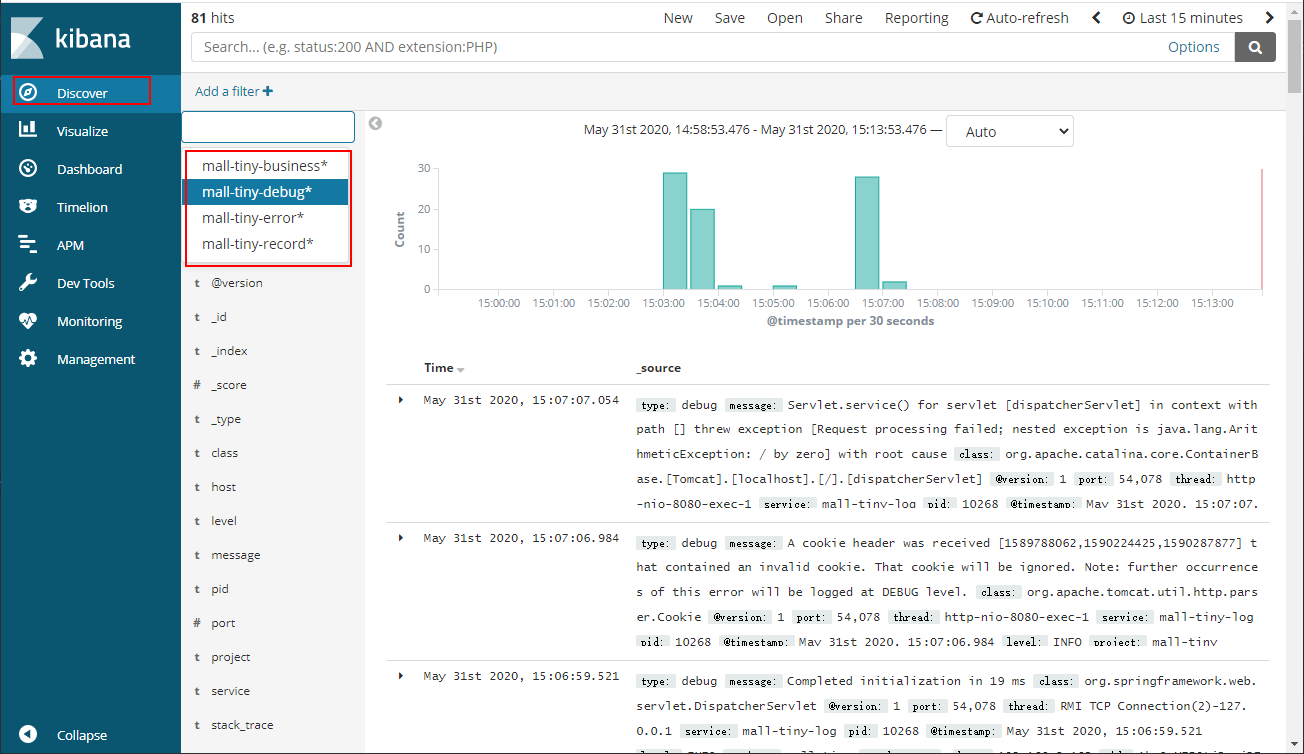 kibana
Discover
Visualize
Dashboard
Timelion
APM
Dev Tools
Monitoring
Management
Collapse
81 hits
New Save Open Share Reporting Auto-refresh Last 15 minutes
Search... (e.g. status:200 AND extension:PHP) Options
Add a filter +
mall-tiny-business*
mall-tiny-debug*
mall-tiny-error*
mall-tiny-record*
t @version
t _id
t _index
# _score
t _type
t class
t host
t level
t message
t pid
# port
t project
t service
t stack_trace
May 31st 2020, 14:58:53.476 - May 31st 2020, 15:13:53.476 — Auto
Count
30
20
10
0
15:00:00 15:01:00 15:02:00 15:03:00 15:04:00 15:05:00 15:06:00 15:07:00 15:08:00 15:09:00 15:10:00 15:11:00 15:12:00 15:13:00
@timestamp per 30 seconds
Time _source
May 31st 2020, 15:07:07.054
type: debug message: Servlet.service() for servlet [dispatcherServlet] in context with
path [] threw exception [Request processing failed; nested exception is java.lang.Arit
hmeticException: / by zero] with root cause class: org.apache.catalina.core.ContainerB
ase.[Tomcat].[localhost].[/].[dispatcherServlet] @version: 1 port: 54,078 thread: http
-nio-8080-exec-1 service: mall-tiny-log pid: 10268 @timestamp: May 31st 2020, 15:07:07.
May 31st 2020, 15:07:06.984
type: debug message: A cookie header was received [1589788062,1590224425,1590287877] t
hat contained an invalid cookie. That cookie will be ignored. Note: further occurrence
s of this error will be logged at DEBUG level. class: org.apache.tomcat.util.http.pars
er.Cookie @version: 1 port: 54,078 thread: http-nio-8080-exec-1 service: mall-tiny-log
pid: 10268 @timestamp: May 31st 2020, 15:07:06.984 level: INFO project: mall-tiny
May 31st 2020, 15:06:59.521
type: debug message: Completed initialization in 19 ms class: org.springframework.web.
servlet.DispatcherServlet @version: 1 port: 54,078 thread: RMI TCP Connection(2)-127.
0.0.1 service: mall-tiny-log pid: 10268 @timestamp: May 31st 2020, 15:06:59.521